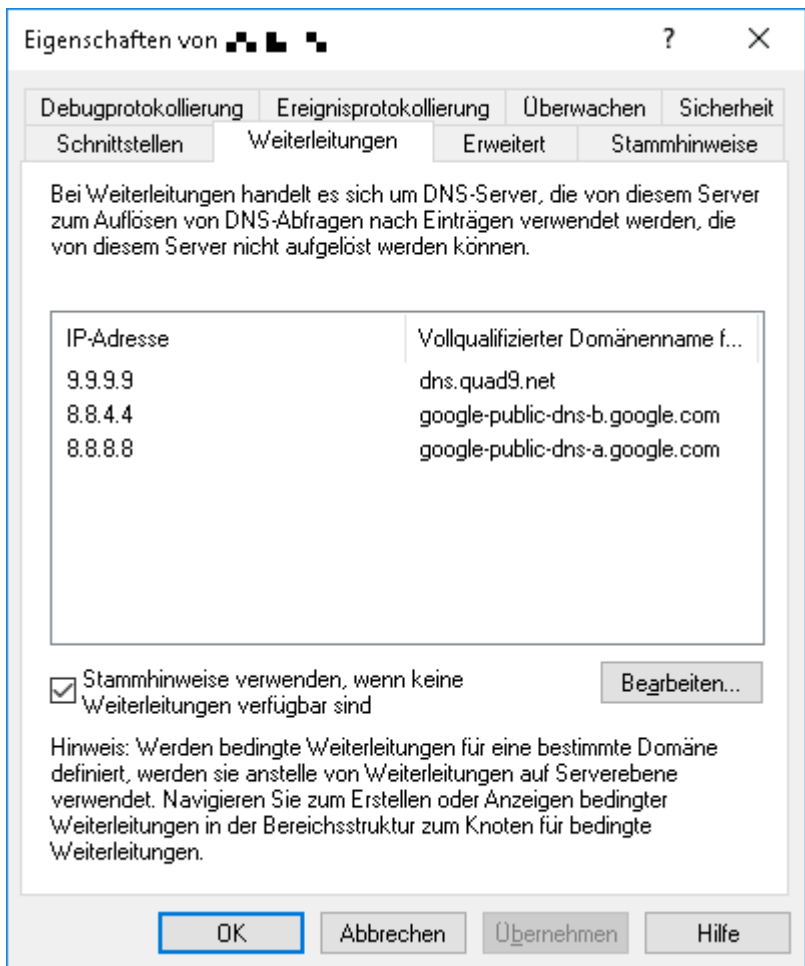 Eigenschaften von
?
Debugprotokollierung Ereignisprotokollierung Überwachen Sicherheit
Schnittstellen Weiterleitungen Erweitert Stammhinweise
Bei Weiterleitungen handelt es sich um DNS-Server, die von diesem Server
zum Auflösen von DNS-Abfragen nach Einträgen verwendet werden, die
von diesem Server nicht aufgelöst werden können.
IP-Adresse Vollqualifizierter Domänenname f...
9.9.9.9 dns.quad9.net
8.8.4.4 google-public-dns-b.google.com
8.8.8.8 google-public-dns-a.google.com
Stammhinweise verwenden, wenn keine
Weiterleitungen verfügbar sind
Bearbeiten...
Hinweis: Werden bedingte Weiterleitungen für eine bestimmte Domäne
definiert, werden sie anstelle von Weiterleitungen auf Serverebene
verwendet. Navigieren Sie zum Erstellen oder Anzeigen bedingter
Weiterleitungen in der Bereichsstruktur zum Knoten für bedingte
Weiterleitungen.
OK Abbrechen Übernehmen Hilfe